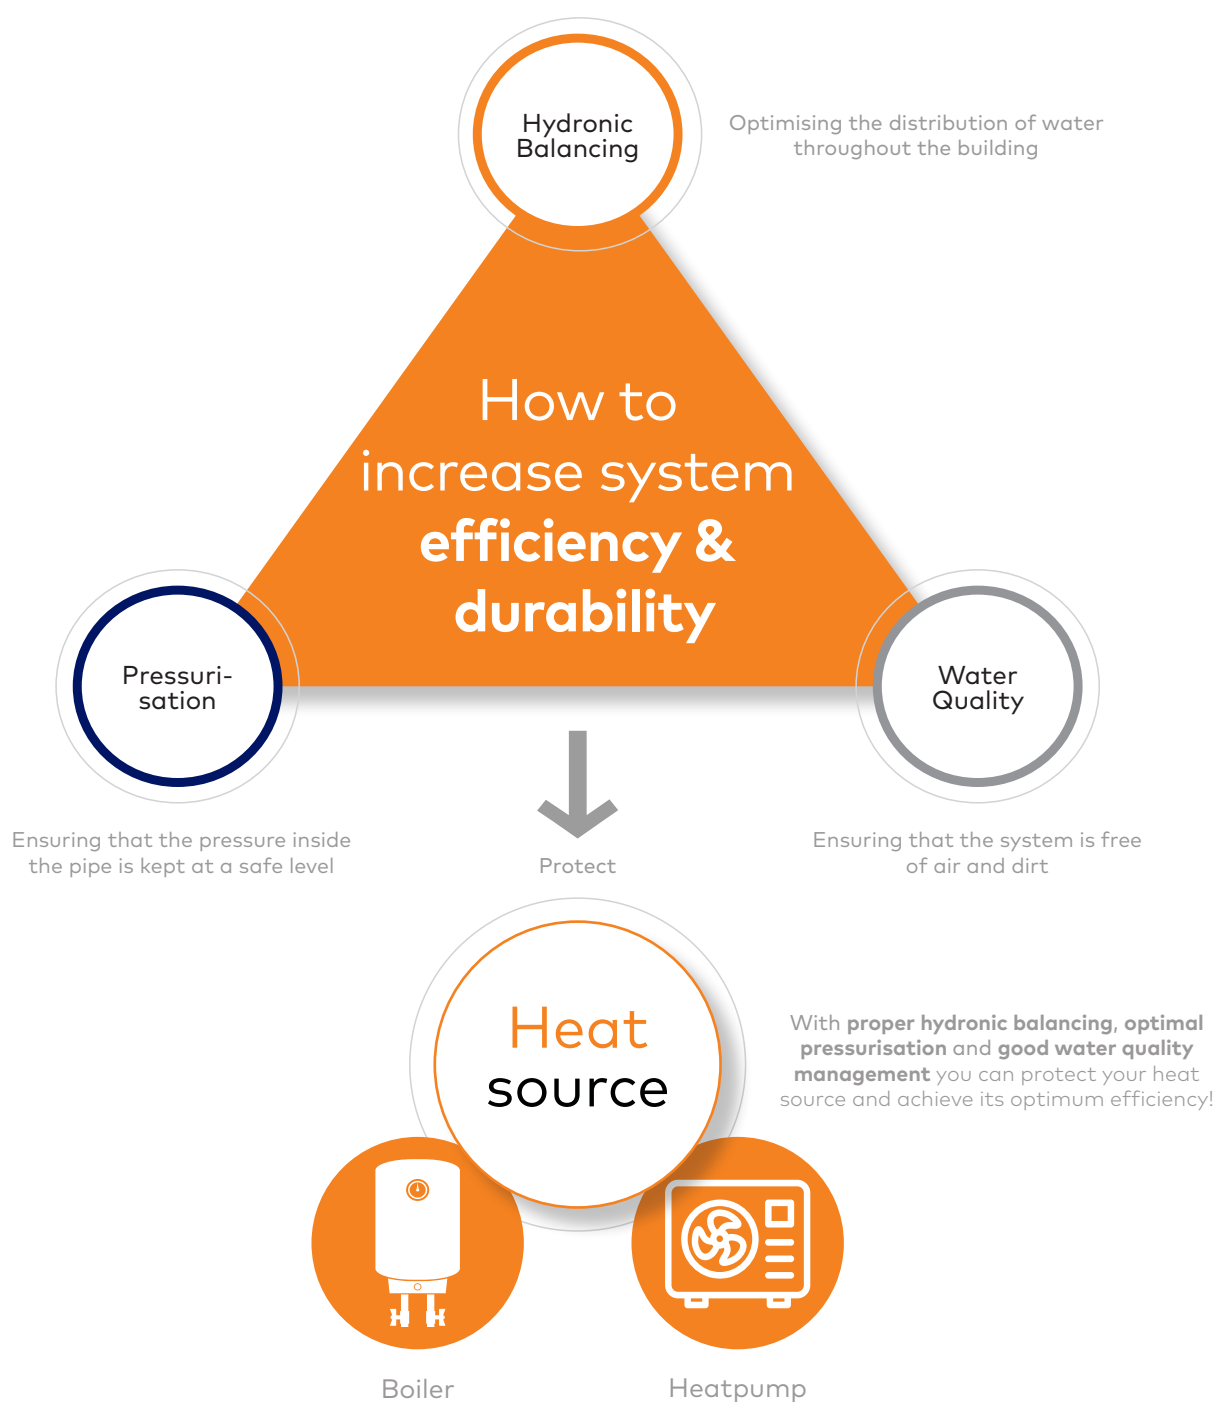 Hydronic
Balancing
Optimising the distribution of water
throughout the building
How to
increase system
efficiency &
durability
Pressuri-
sation
Water
Quality
Ensuring that the pressure inside
the pipe is kept at a safe level
Protect
Ensuring that the system is free
of air and dirt
Heat
source
With proper hydronic balancing, optimal
pressurisation and good water quality
management you can protect your heat
source and achieve its optimum efficiency!
Boiler
Heatpump